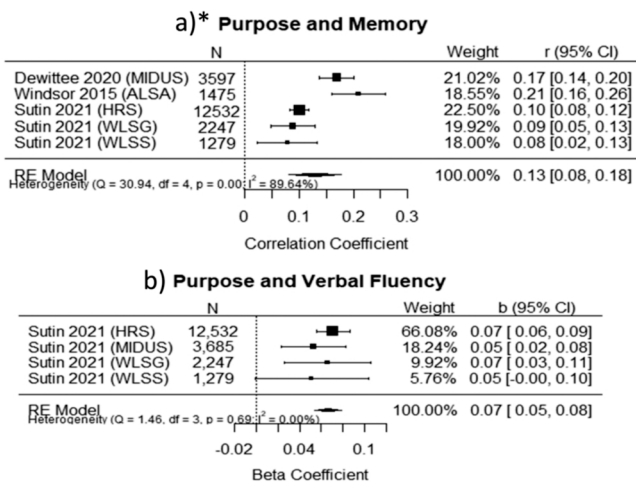 a)* Purpose and Memory
N Weight r (95% CI)
Dewittee 2020 (MIDUS) 3597 21.02% 0.17 [0.14, 0.20]
Windsor 2015 (ALSA) 1475 18.55% 0.21 [0.16, 0.26]
Sutin 2021 (HRS) 12532 22.50% 0.10 [0.08, 0.12]
Sutin 2021 (WLSG) 2247 19.92% 0.09 [0.05, 0.13]
Sutin 2021 (WLSS) 1279 18.00% 0.08 [0.02, 0.13]
RE Model 100.00% 0.13 [0.08, 0.18]
Heterogeneity (Q = 30.94, df = 4, p = 0.00; I² = 89.64%)
0 0.1 0.2 0.3
Correlation Coefficient
b) Purpose and Verbal Fluency
N Weight b (95% CI)
Sutin 2021 (HRS) 12,532 66.08% 0.07 [ 0.06, 0.09]
Sutin 2021 (MIDUS) 3,685 18.24% 0.05 [ 0.02, 0.08]
Sutin 2021 (WLSG) 2,247 9.92% 0.07 [ 0.03, 0.11]
Sutin 2021 (WLSS) 1,279 5.76% 0.05 [-0.00, 0.10]
RE Model 100.00% 0.07 [ 0.05, 0.08]
Heterogeneity (Q = 1.46, df = 3, p = 0.69; I² = 0.00%)
-0.02 0.04 0.1
Beta Coefficient